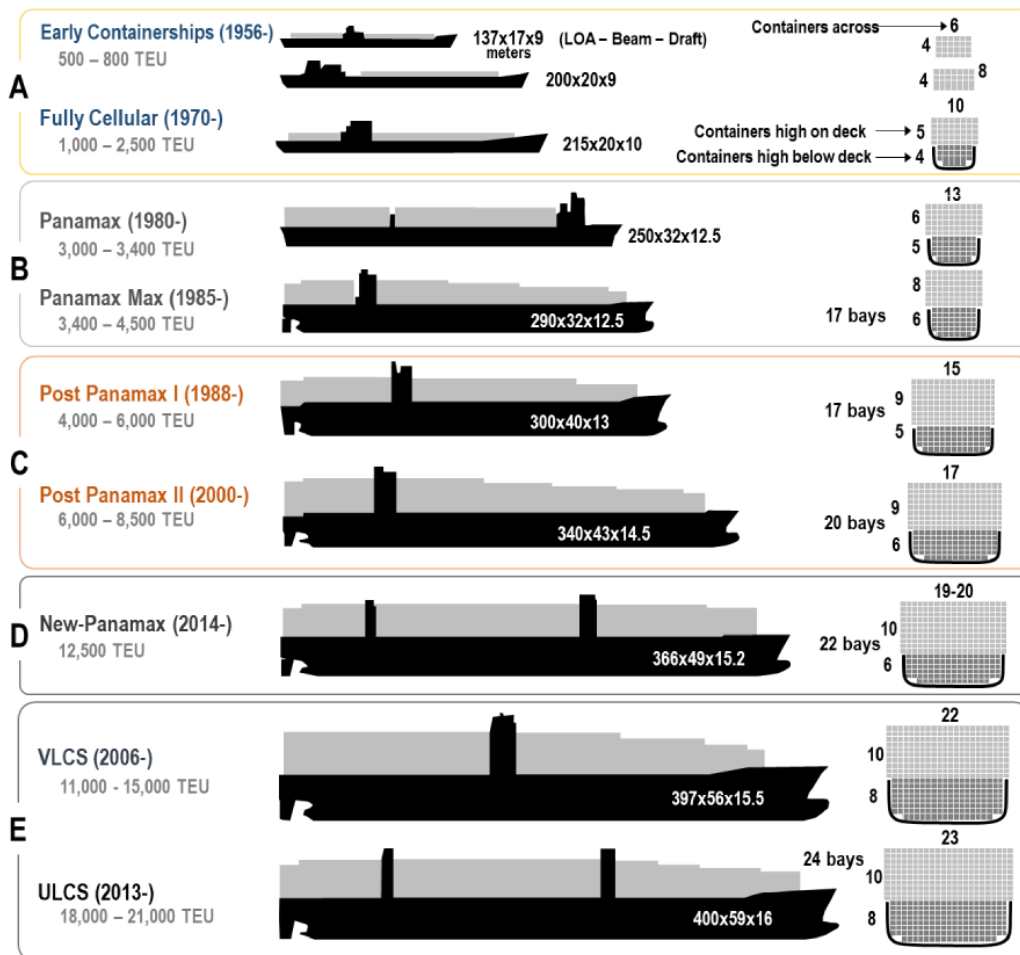 A
Early Containerships (1956-)
500 – 800 TEU
137x17x9
meters
(LOA – Beam – Draft)
200x20x9
Containers across
6
4
4
8
Fully Cellular (1970-)
1,000 – 2,500 TEU
215x20x10
10
Containers high on deck
5
Containers high below deck
4
B
Panamax (1980-)
3,000 – 3,400 TEU
250x32x12.5
13
6
5
Panamax Max (1985-)
3,400 – 4,500 TEU
290x32x12.5
17 bays
8
6
C
Post Panamax I (1988-)
4,000 – 6,000 TEU
300x40x13
17 bays
15
9
5
Post Panamax II (2000-)
6,000 – 8,500 TEU
340x43x14.5
20 bays
17
9
6
D
New-Panamax (2014-)
12,500 TEU
366x49x15.2
22 bays
19-20
10
6
E
VLCS (2006-)
11,000 - 15,000 TEU
397x56x15.5
22
10
8
ULCS (2013-)
18,000 – 21,000 TEU
400x59x16
24 bays
23
10
8